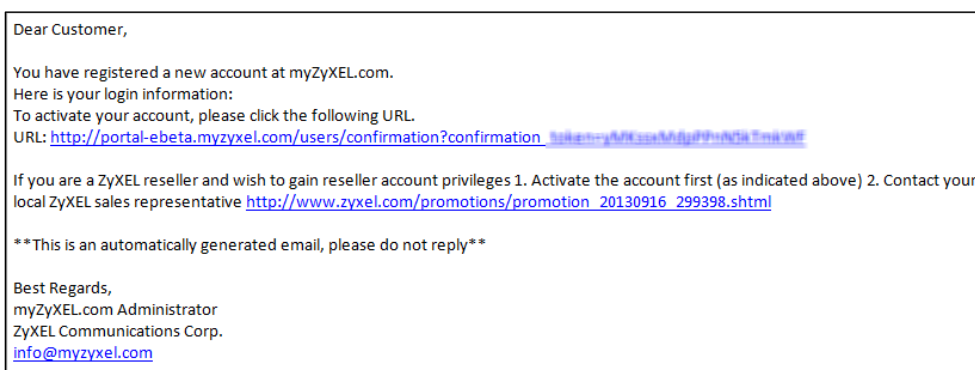 Dear Customer,
You have registered a new account at myZyXEL.com.
Here is your login information:
To activate your account, please click the following URL.
URL: http://portal-ebeta.myzyxel.com/users/confirmation?confirmation_
If you are a ZyXEL reseller and wish to gain reseller account privileges 1. Activate the account first (as indicated above) 2. Contact your
local ZyXEL sales representative http://www.zyxel.com/promotions/promotion_20130916_299398.shtml
**This is an automatically generated email, please do not reply**
Best Regards,
myZyXEL.com Administrator
ZyXEL Communications Corp.
info@myzyxel.com